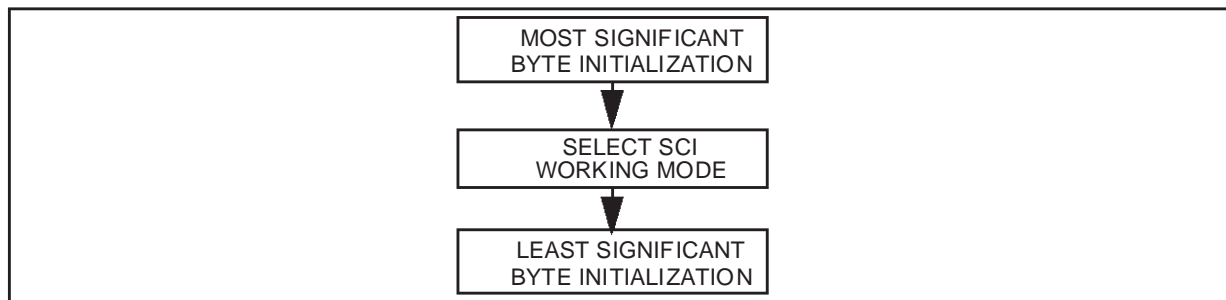 MOST SIGNIFICANT
BYTE INITIALIZATION
SELECT SCI
WORKING MODE
LEAST SIGNIFICANT
BYTE INITIALIZATION